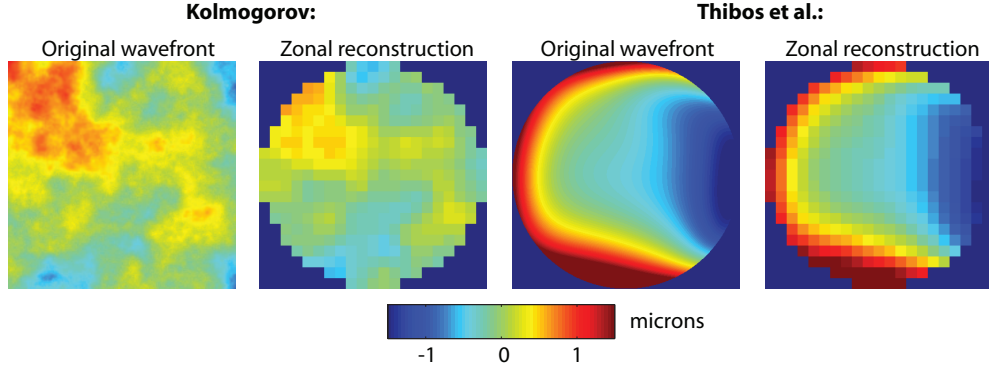 Kolmogorov:
Thibos et al.:
Original wavefront
Zonal reconstruction
Original wavefront
Zonal reconstruction
microns
-1
0
1